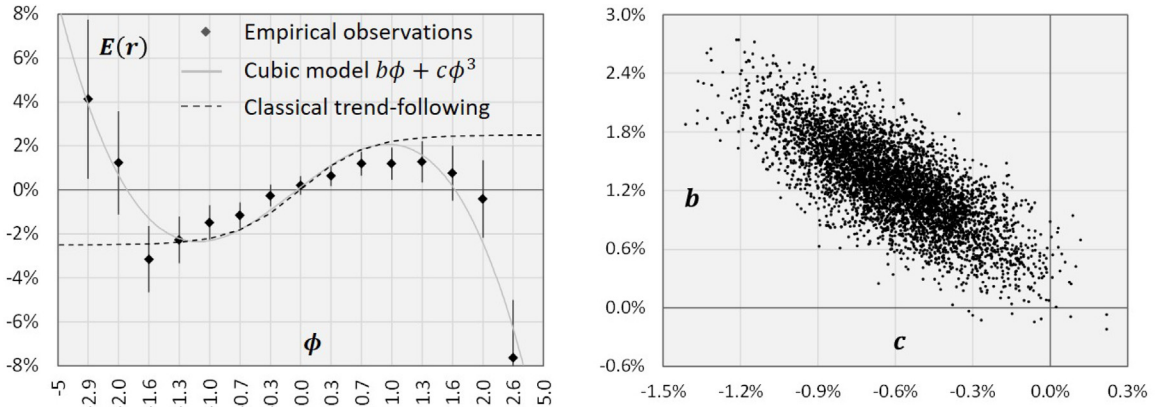 8%
6%
4%
2%
0%
-2%
-4%
-6%
-8%
E(r)
Empirical observations
Cubic model bϕ + cϕ³
Classical trend-following
ϕ
-5 -2.9 -2.0 -1.6 -1.3 -1.0 -0.7 -0.3 0.0 0.3 0.7 1.0 1.3 1.6 2.0 2.6 5.0
3.0%
2.4%
1.8%
1.2%
0.6%
0.0%
-0.6%
b
c
-1.5% -1.2% -0.9% -0.6% -0.3% 0.0% 0.3%